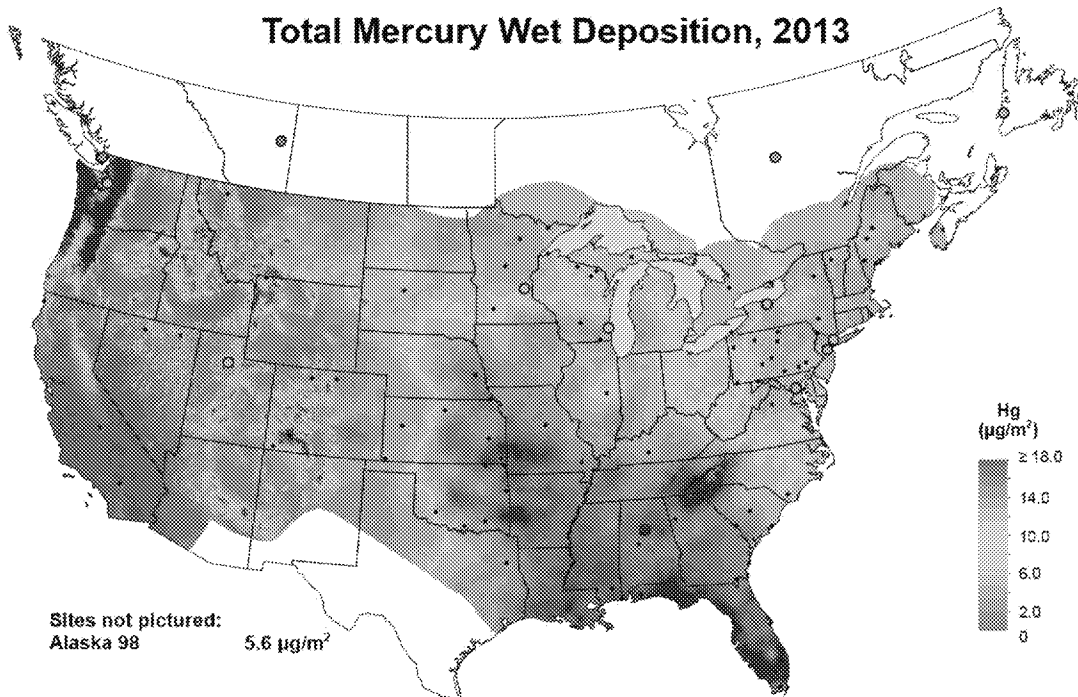 Total Mercury Wet Deposition, 2013
Hg
(µg/m²)
≥ 18.0
14.0
10.0
6.0
2.0
0
Sites not pictured:
Alaska 98 5.6 µg/m²